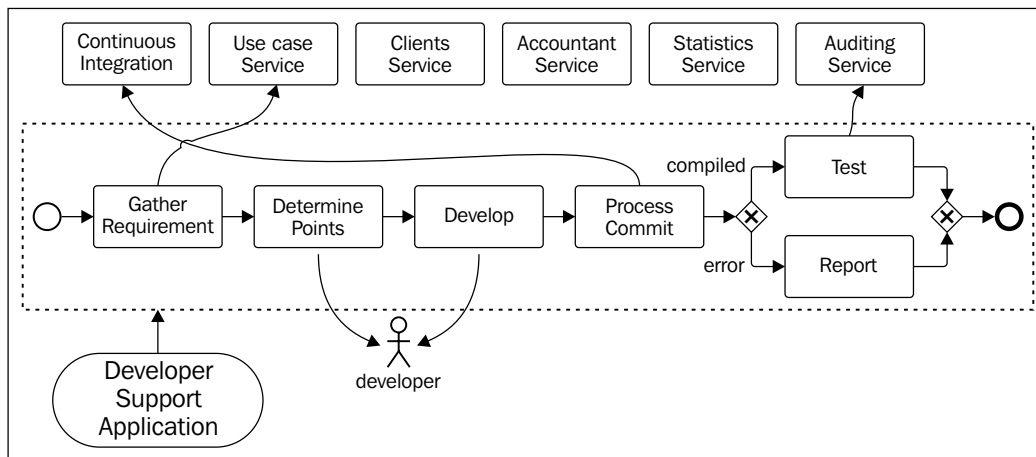 Continuous
Integration
Use case
Service
Clients
Service
Accountant
Service
Statistics
Service
Auditing
Service
compiled
Test
Gather
Requirement
Determine
Points
Develop
Process
Commit
error
Report
developer
Developer
Support
Application